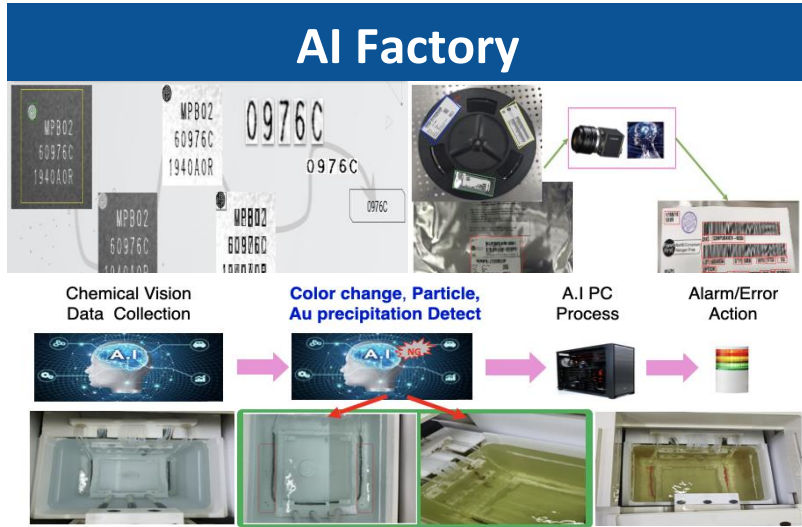 AI Factory
MPB02
60976C
1940A0R
MPB02
60976C
1940A0R
MPB02
60976C
1940A0R
MPB02
60976C
1940A0R
0976C
0976C
0976C
Chemical Vision
Data Collection
Color change, Particle,
Au precipitation Detect
A.I PC
Process
Alarm/Error
Action
A.I
A.I
NG